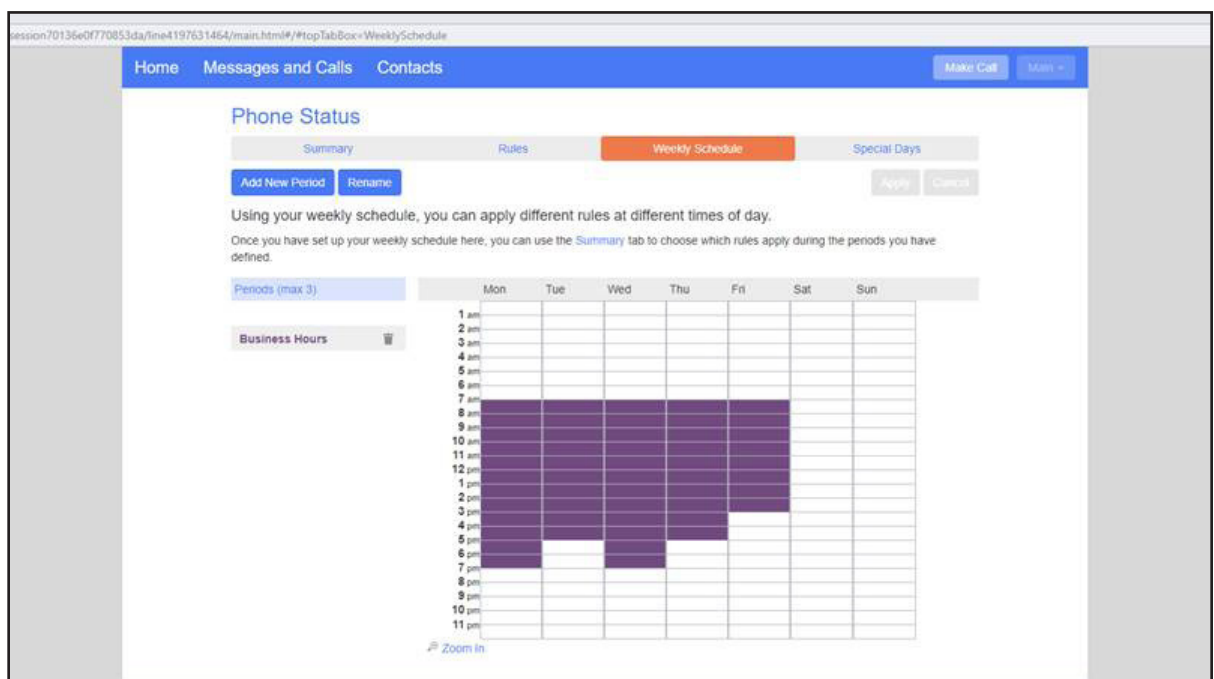 session70136e0f770853da/line4197631464/main.html#/#topTabBox=WeeklySchedule
Home Messages and Calls Contacts Make Call Main
Phone Status
Summary Rules Weekly Schedule Special Days
Add New Period Rename Apply Cancel
Using your weekly schedule, you can apply different rules at different times of day.
Once you have set up your weekly schedule here, you can use the Summary tab to choose which rules apply during the periods you have
defined.
Periods (max 3) Mon Tue Wed Thu Fri Sat Sun
Business Hours
1 am
2 am
3 am
4 am
5 am
6 am
7 am
8 am
9 am
10 am
11 am
12 pm
1 pm
2 pm
3 pm
4 pm
5 pm
6 pm
7 pm
8 pm
9 pm
10 pm
11 pm
Zoom In